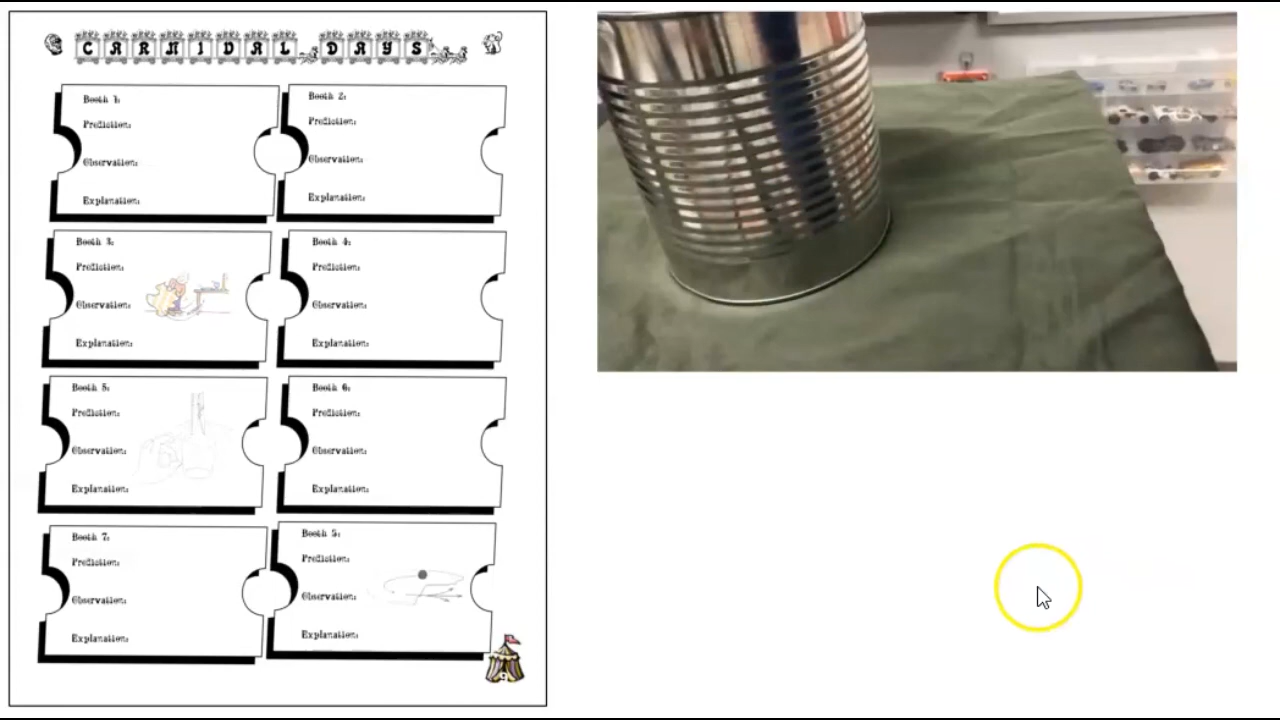 CARNIVAL DAYS
Booth 1:
Prediction:
Observation:
Explanation:
Booth 2:
Prediction:
Observation:
Explanation:
Booth 3:
Prediction:
Observation:
Explanation:
Booth 4:
Prediction:
Observation:
Explanation:
Booth 5:
Prediction:
Observation:
Explanation:
Booth 6:
Prediction:
Observation:
Explanation:
Booth 7:
Prediction:
Observation:
Explanation:
Booth 5:
Prediction:
Observation:
Explanation: